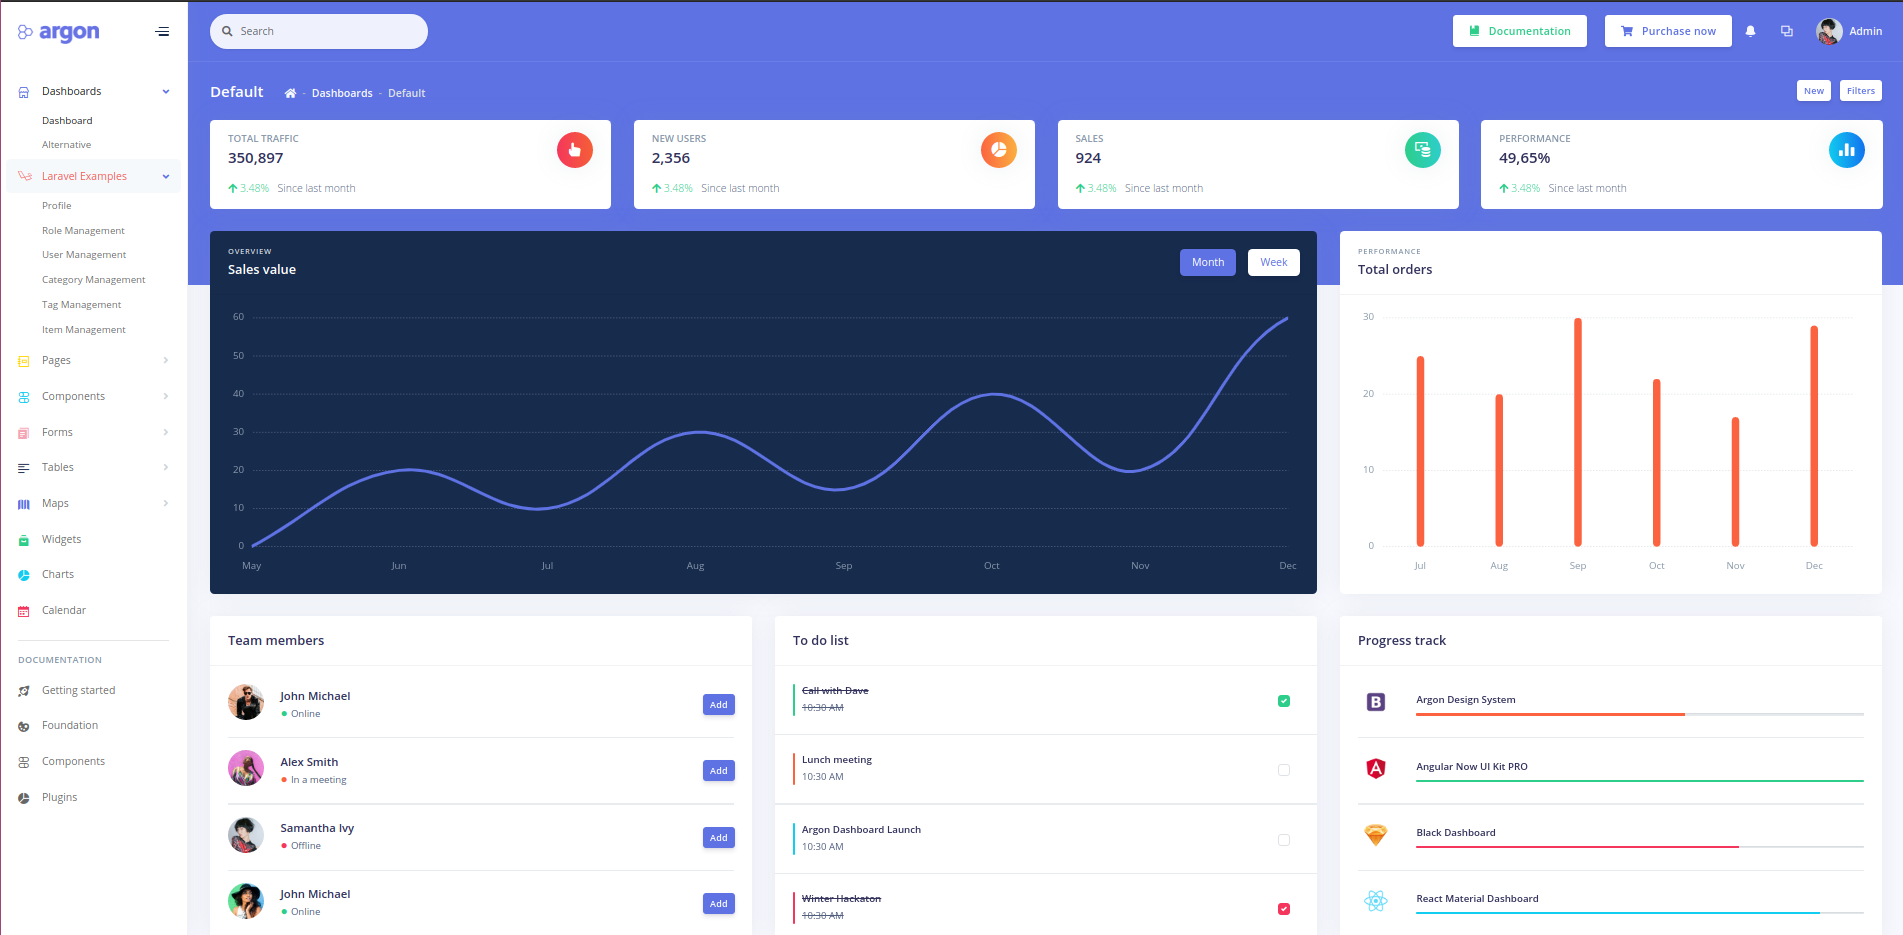 argon
Dashboards
Dashboard
Alternative
Laravel Examples
Profile
Role Management
User Management
Category Management
Tag Management
Item Management
Pages
Components
Forms
Tables
Maps
Widgets
Charts
Calendar
DOCUMENTATION
Getting started
Foundation
Components
Plugins
Search
Documentation
Purchase now
Admin
Default
- Dashboards - Default
New
Filters
TOTAL TRAFFIC
350,897
3.48% Since last month
NEW USERS
2,356
3.48% Since last month
SALES
924
3.48% Since last month
PERFORMANCE
49,65%
3.48% Since last month
OVERVIEW
Sales value
Month
Week
60
50
40
30
20
10
0
May Jun Jul Aug Sep Oct Nov Dec
PERFORMANCE
Total orders
30
20
10
0
Jul Aug Sep Oct Nov Dec
Team members
John Michael
Online
Add
Alex Smith
In a meeting
Add
Samantha Ivy
Offline
Add
John Michael
Online
Add
To do list
Call with Dave
10:30 AM
Lunch meeting
10:30 AM
Argon Dashboard Launch
10:30 AM
Winter Hackaton
10:30 AM
Progress track
B
Argon Design System
A
Angular Now UI Kit PRO
Black Dashboard
React Material Dashboard